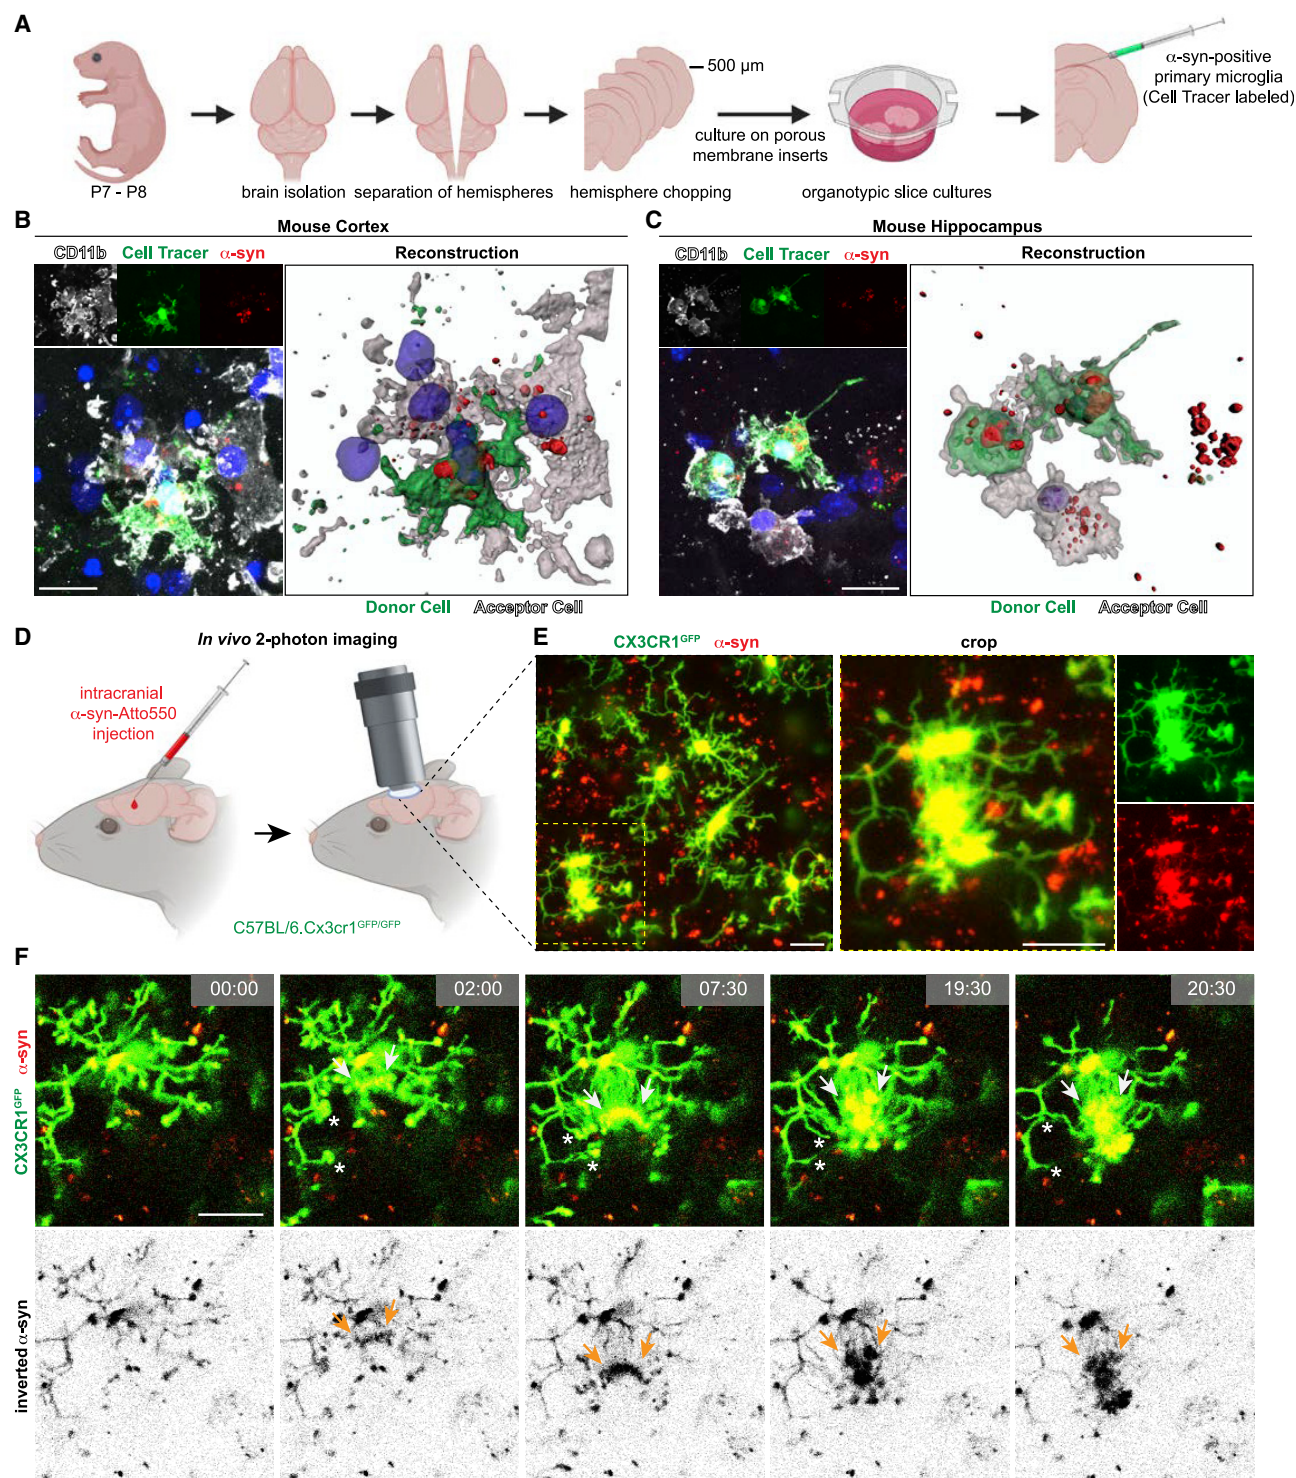 A
500 µm
α-syn-positive
primary microglia
(Cell Tracer labeled)
culture on porous
membrane inserts
P7 - P8
brain isolation
separation of hemispheres
hemisphere chopping
organotypic slice cultures
B
Mouse Cortex
CD11b
Cell Tracer
α-syn
Reconstruction
Donor Cell
Acceptor Cell
C
Mouse Hippocampus
CD11b
Cell Tracer
α-syn
Reconstruction
Donor Cell
Acceptor Cell
D
In vivo 2-photon imaging
intracranial
α-syn-Atto550
injection
C57BL/6.Cx3cr1GFP/GFP
E
CX3CR1GFP
α-syn
crop
F
CX3CR1GFP α-syn
00:00
02:00
07:30
19:30
20:30
*
*
*
*
*
*
*
*
inverted α-syn